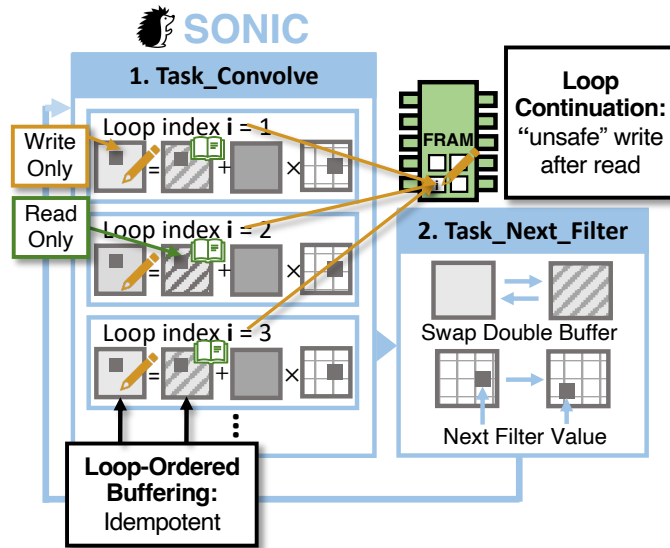 SONIC
1. Task_Convolve
Loop index i = 1
=
+
×
Write
Only
Loop index i = 2
=
+
×
Read
Only
Loop index i = 3
=
+
×
⋮
Loop-Ordered
Buffering:
Idempotent
FRAM
i
Loop
Continuation:
“unsafe” write
after read
2. Task_Next_Filter
Swap Double Buffer
Next Filter Value